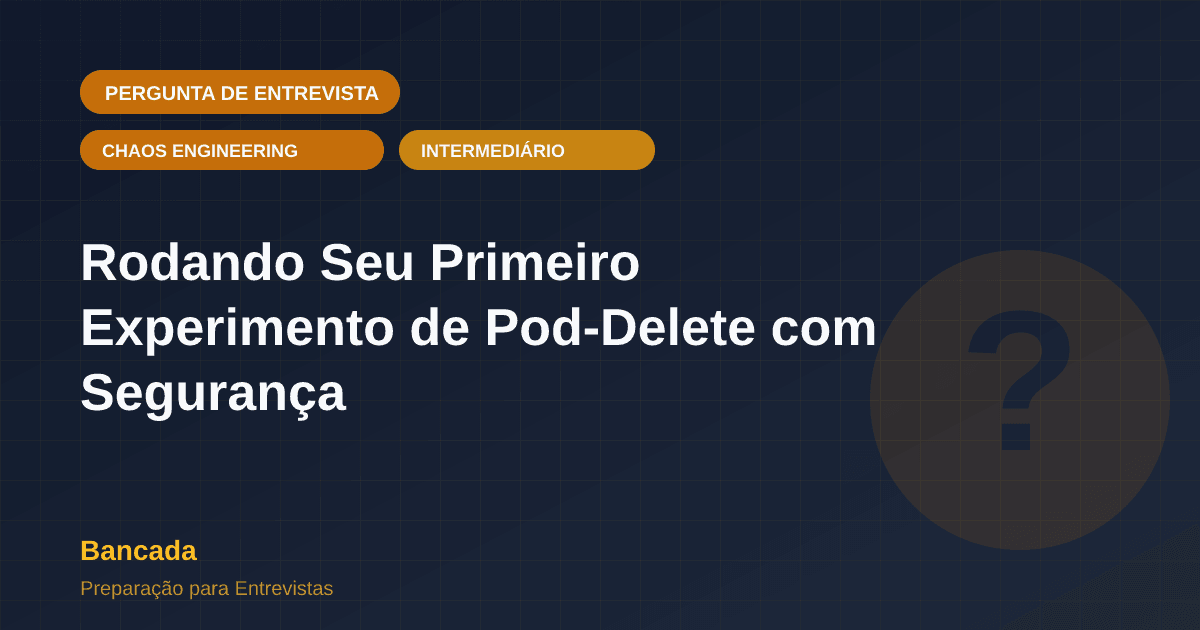 PERGUNTA DE ENTREVISTA
CHAOS ENGINEERING
INTERMEDIÁRIO
Rodando Seu Primeiro
Experimento de Pod-Delete com
Segurança
?
Bancada
Preparação para Entrevistas